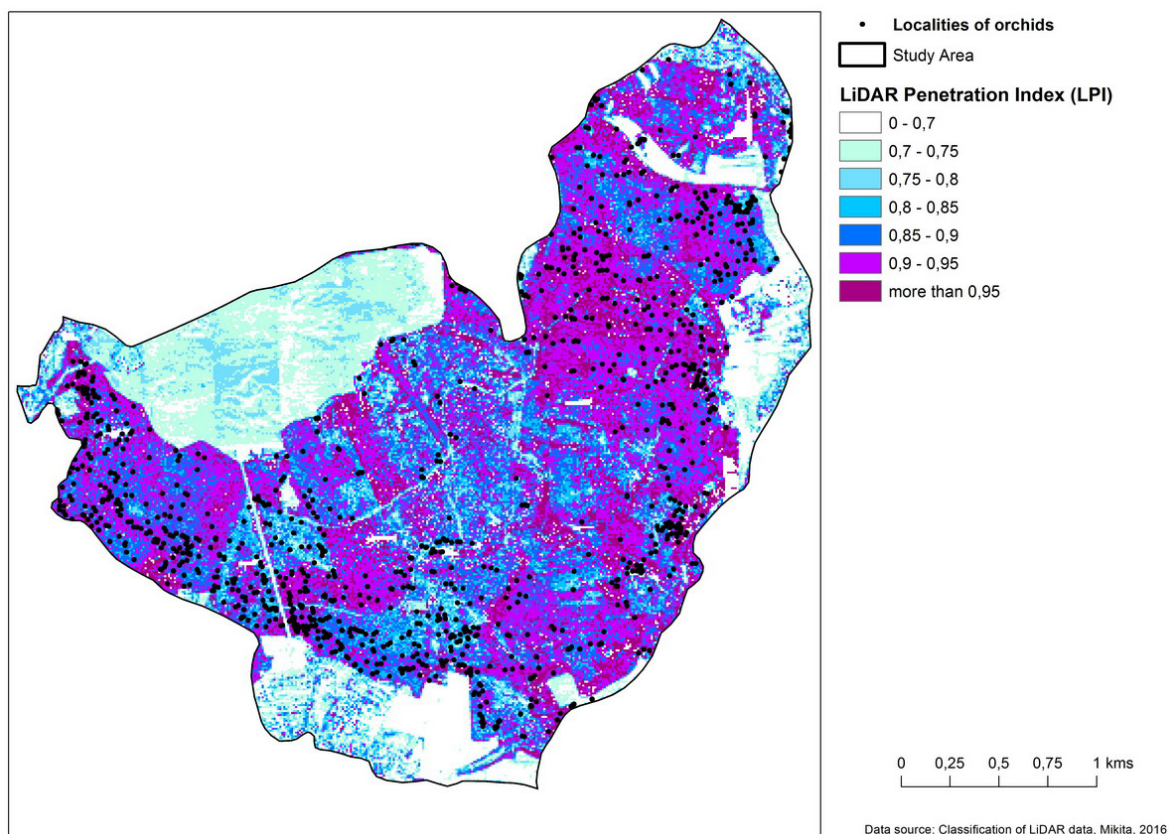 Localities of orchids
Study Area
LiDAR Penetration Index (LPI)
0 - 0,7
0,7 - 0,75
0,75 - 0,8
0,8 - 0,85
0,85 - 0,9
0,9 - 0,95
more than 0,95
0 0,25 0,5 0,75 1 kms
Data source: Classification of LiDAR data, Mikita, 2016